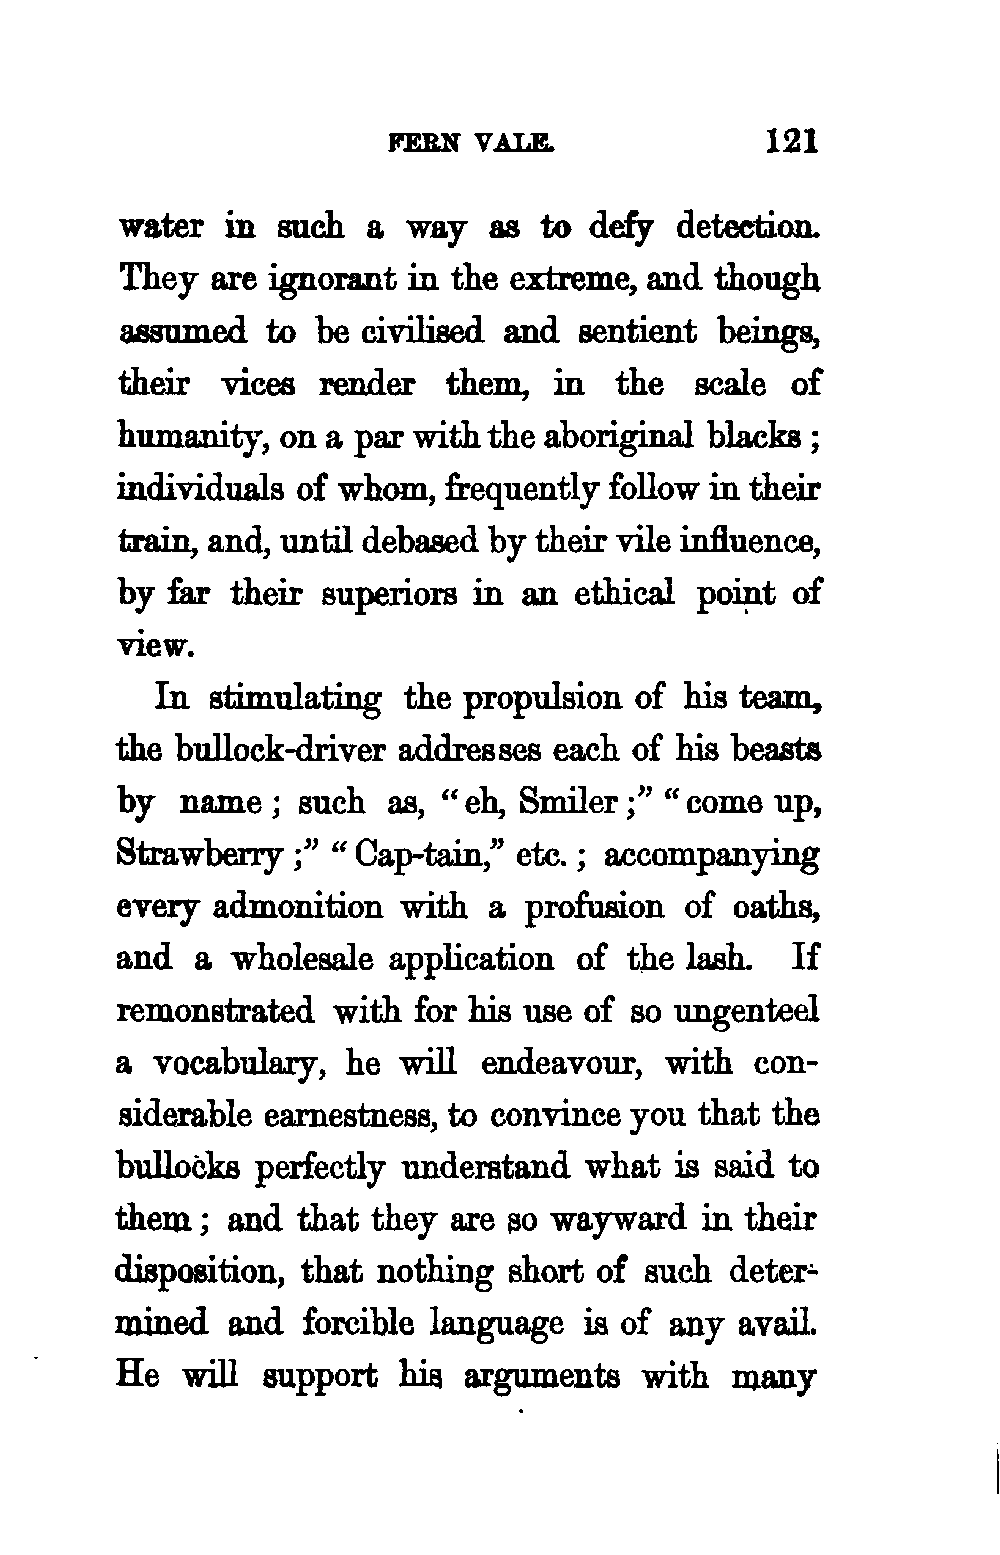 FERN VALE. 121
water in such a way as to defy detection.
They are ignorant in the extreme, and though
assumed to be civilised and sentient beings,
their vices render them, in the scale of
humanity, on a par with the aboriginal blacks ;
individuals of whom, frequently follow in their
train, and, until debased by their vile influence,
by far their superiors in an ethical point of
view.
In stimulating the propulsion of his team,
the bullock-driver addresses each of his beasts
by name ; such as, “eh, Smiler ;” “come up,
Strawberry ;” “Cap-tain,” etc. ; accompanying
every admonition with a profusion of oaths,
and a wholesale application of the lash. If
remonstrated with for his use of so ungenteel
a vocabulary, he will endeavour, with con-
siderable earnestness, to convince you that the
bullocks perfectly understand what is said to
them ; and that they are so wayward in their
disposition, that nothing short of such deter-
mined and forcible language is of any avail.
He will support his arguments with many